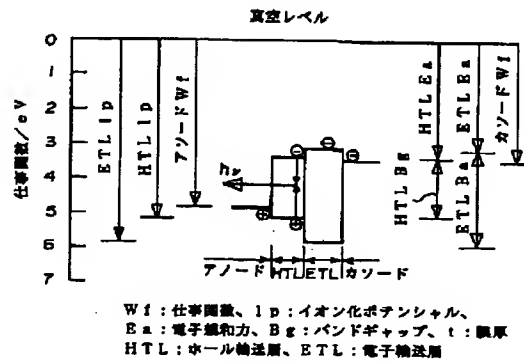 真空レベル
0
1
2
3
4
5
6
7
仕事関数/eV
ETL Ip
HTL Ip
アソードWf
hν
HTL Ea
ETL Ea
カソードWf
HTL Bg
ETL Ba
アノード HTL ETL カソード
Wf:仕事関数、Ip:イオン化ポテンシャル、
Ea:電子親和力、Bg:バンドギャップ、t:膜厚
HTL:ホール輸送層、ETL:電子輸送層